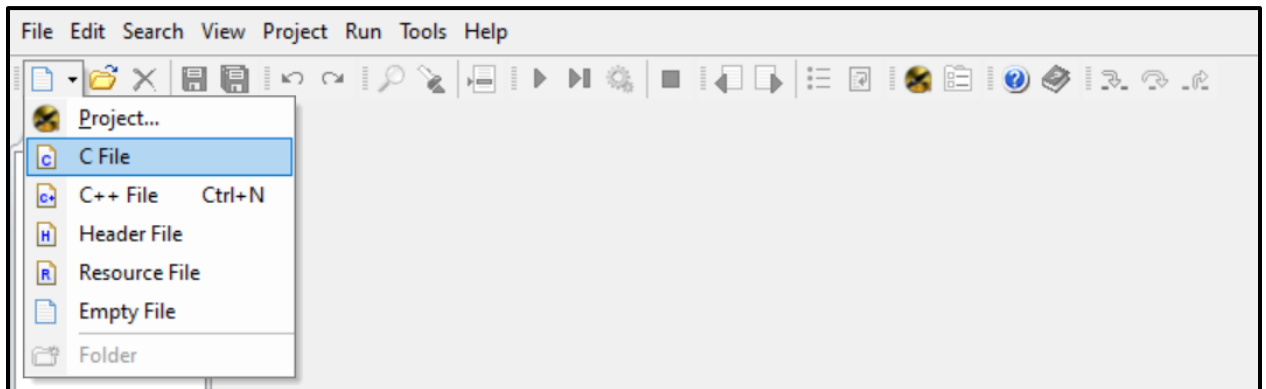 File Edit Search View Project Run Tools Help
Project...
C File
C++ File Ctrl+N
Header File
Resource File
Empty File
Folder